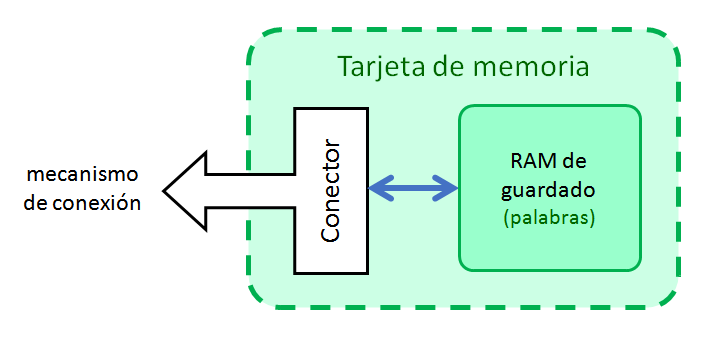 Tarjeta de memoria
mecanismo
de conexión
Conector
RAM de
guardado
(palabras)